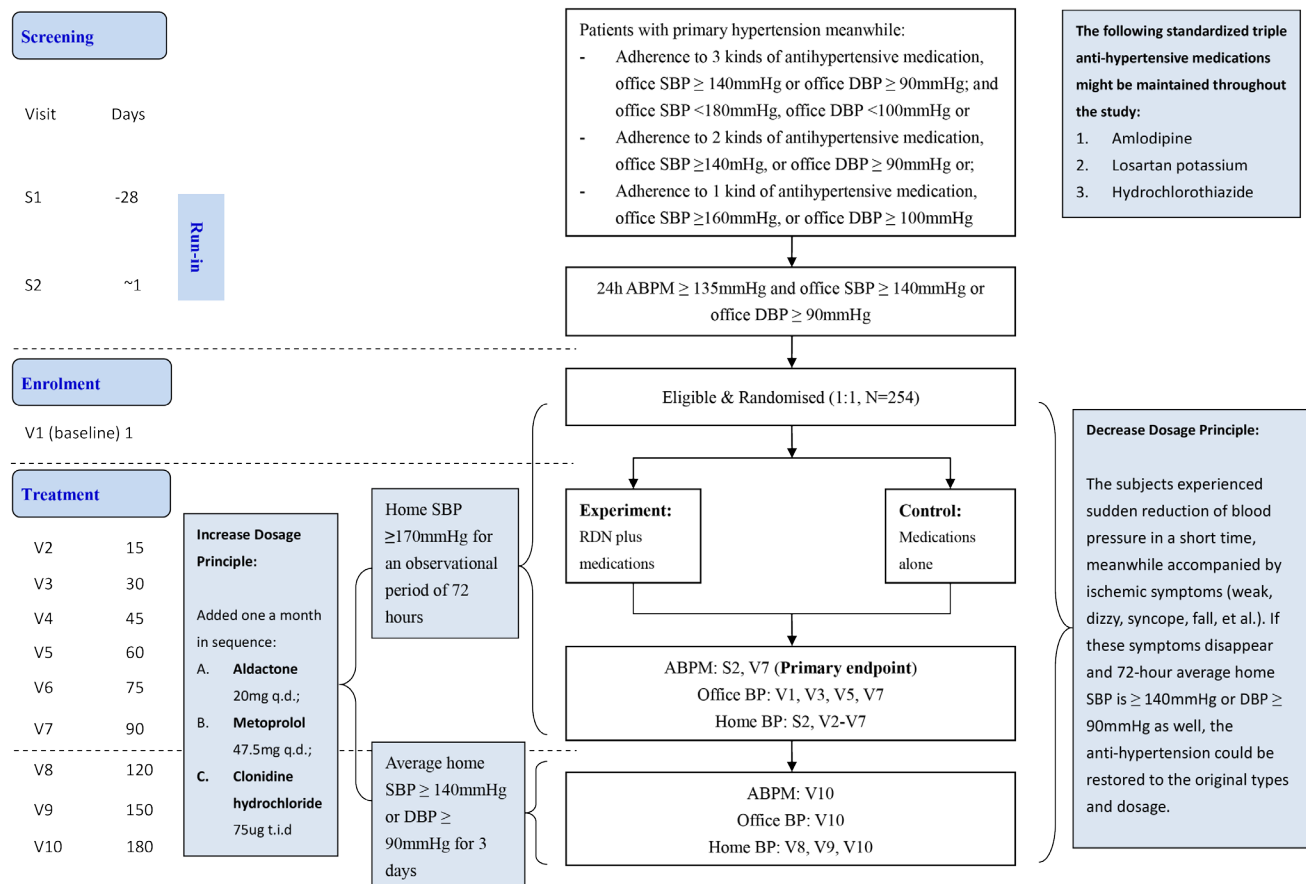 Screening
Visit Days
S1 -28
S2 ~1
Run-in
Patients with primary hypertension meanwhile:
- Adherence to 3 kinds of antihypertensive medication,
office SBP ≥ 140mmHg or office DBP ≥ 90mmHg; and
office SBP <180mmHg, office DBP <100mmHg or
- Adherence to 2 kinds of antihypertensive medication,
office SBP ≥140mHg, or office DBP ≥ 90mmHg or;
- Adherence to 1 kind of antihypertensive medication,
office SBP ≥160mmHg, or office DBP ≥ 100mmHg
The following standardized triple
anti-hypertensive medications
might be maintained throughout
the study:
1. Amlodipine
2. Losartan potassium
3. Hydrochlorothiazide
24h ABPM ≥ 135mmHg and office SBP ≥ 140mmHg or
office DBP ≥ 90mmHg
Enrolment
V1 (baseline) 1
Eligible & Randomised (1:1, N=254)
Treatment
V2 15
V3 30
V4 45
V5 60
V6 75
V7 90
V8 120
V9 150
V10 180
Increase Dosage
Principle:
Added one a month
in sequence:
A. Aldactone
20mg q.d.;
B. Metoprolol
47.5mg q.d.;
C. Clonidine
hydrochloride
75ug t.i.d
Home SBP
≥170mmHg for
an observational
period of 72
hours
Average home
SBP ≥ 140mmHg
or DBP ≥
90mmHg for 3
days
Experiment:
RDN plus
medications
Control:
Medications
alone
ABPM: S2, V7 (Primary endpoint)
Office BP: V1, V3, V5, V7
Home BP: S2, V2-V7
ABPM: V10
Office BP: V10
Home BP: V8, V9, V10
Decrease Dosage Principle:
The subjects experienced
sudden reduction of blood
pressure in a short time,
meanwhile accompanied by
ischemic symptoms (weak,
dizzy, syncope, fall, et al.). If
these symptoms disappear
and 72-hour average home
SBP is ≥ 140mmHg or DBP ≥
90mmHg as well, the
anti-hypertension could be
restored to the original types
and dosage.